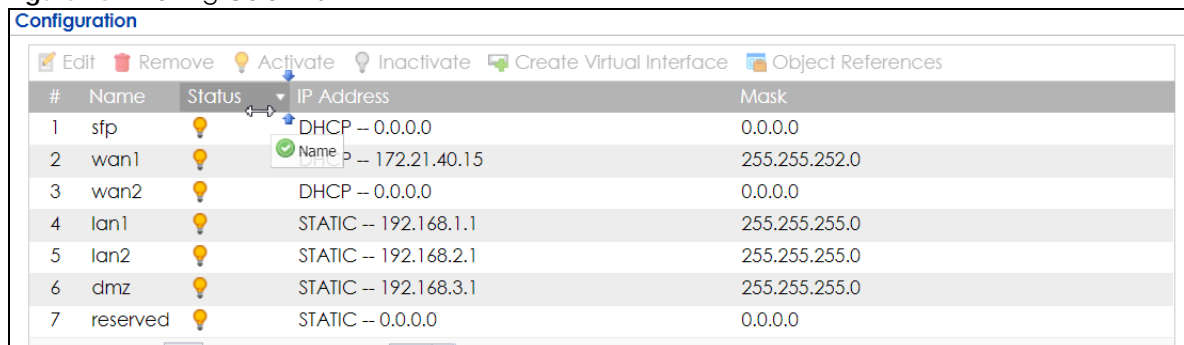 Configuration
Edit Remove Activate Inactivate Create Virtual Interface Object References
# Name Status IP Address Mask
1 sfp DHCP -- 0.0.0.0 0.0.0.0
Name
2 wan1 DHCP -- 172.21.40.15 255.255.252.0
3 wan2 DHCP -- 0.0.0.0 0.0.0.0
4 lan1 STATIC -- 192.168.1.1 255.255.255.0
5 lan2 STATIC -- 192.168.2.1 255.255.255.0
6 dmz STATIC -- 192.168.3.1 255.255.255.0
7 reserved STATIC -- 0.0.0.0 0.0.0.0